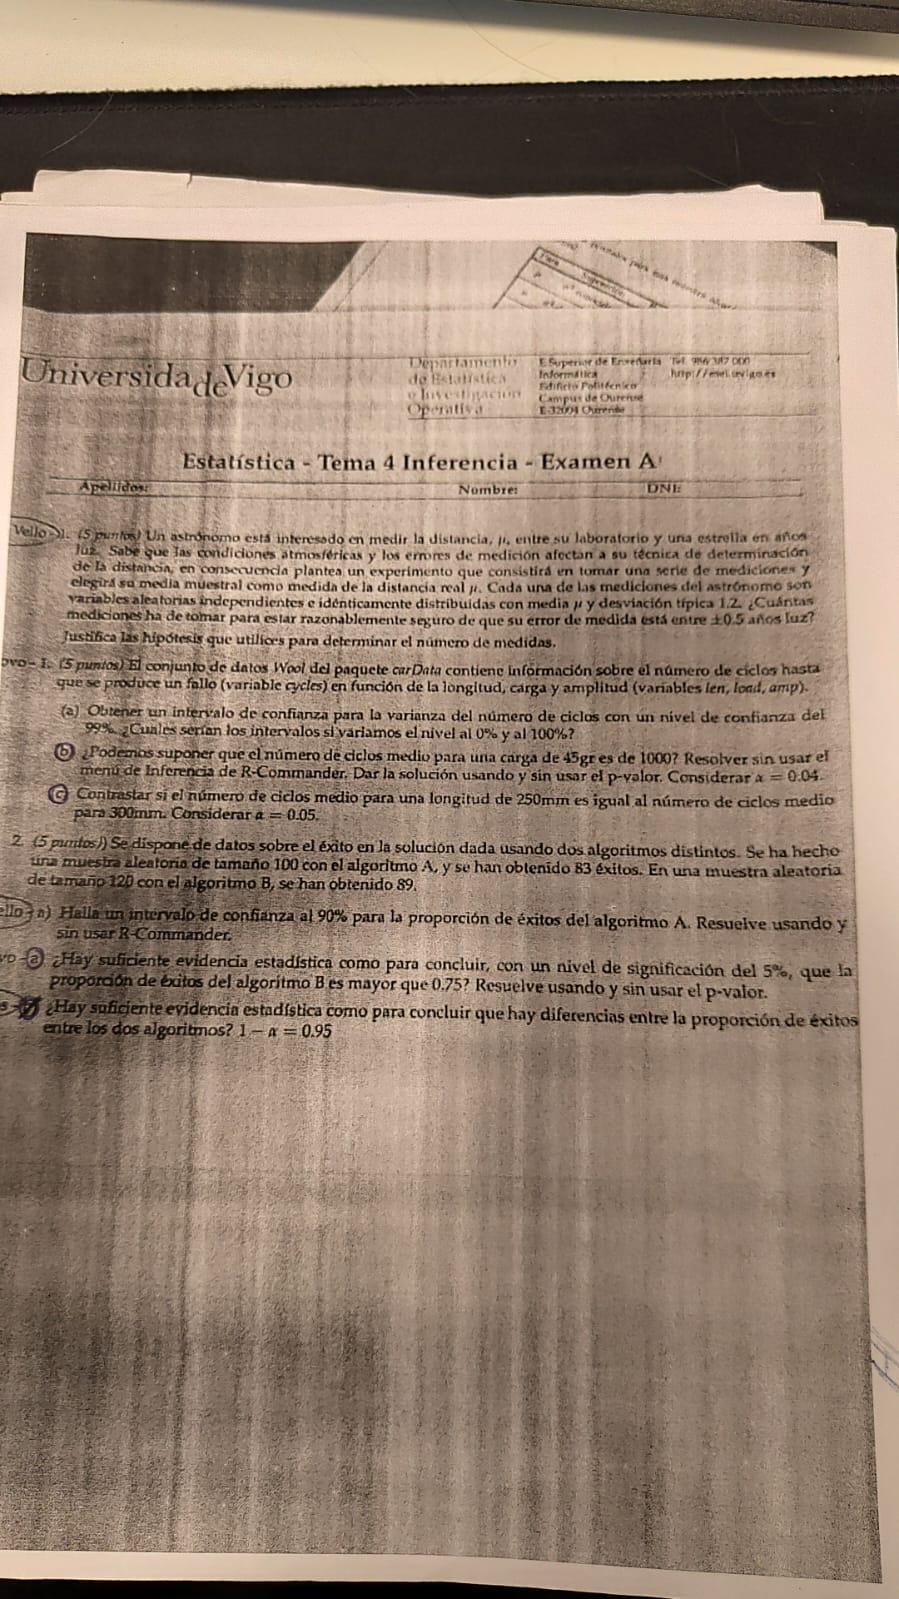 Universidade Vigo
Departamento
de Estatística
e Investigación
Operativa
E Superior de Enxeñaría
Informática
Edificio Politécnico
Campus de Ourense
E-32004 Ourense
Tel. 986 387 000
http://esei.uvigo.es
Estatística - Tema 4 Inferencia - Examen A
Apellidos: Nombre: DNI:
Vello - 1. (5 puntos) Un astrónomo está interesado en medir la distancia, μ, entre su laboratorio y una estrella en años
luz. Sabe que las condiciones atmosféricas y los errores de medición afectan a su técnica de determinación
de la distancia, en consecuencia plantea un experimento que consistirá en tomar una serie de mediciones y
elegirá su media muestral como medida de la distancia real μ. Cada una de las mediciones del astrónomo son
variables aleatorias independientes e idénticamente distribuidas con media μ y desviación típica 1.2. ¿Cuántas
mediciones ha de tomar para estar razonablemente seguro de que su error de medida está entre ±0.5 años luz?
Justifica las hipótesis que utilices para determinar el número de medidas.
ovo - 1. (5 puntos) El conjunto de datos Wool del paquete carData contiene información sobre el número de ciclos hasta
que se produce un fallo (variable cycles) en función de la longitud, carga y amplitud (variables len, load, amp).
(a) Obtener un intervalo de confianza para la varianza del número de ciclos con un nivel de confianza del
99%. ¿Cuales serían los intervalos si variamos el nivel al 0% y al 100%?
(b) ¿Podemos suponer que el número de ciclos medio para una carga de 45gr es de 1000? Resolver sin usar el
menú de Inferencia de R-Commander. Dar la solución usando y sin usar el p-valor. Considerar α = 0.04.
(c) Contrastar si el número de ciclos medio para una longitud de 250mm es igual al número de ciclos medio
para 300mm. Considerar α = 0.05.
2. (5 puntos)) Se dispone de datos sobre el éxito en la solución dada usando dos algoritmos distintos. Se ha hecho
una muestra aleatoria de tamaño 100 con el algoritmo A, y se han obtenido 83 éxitos. En una muestra aleatoria
de tamaño 120 con el algoritmo B, se han obtenido 89.
ello - a) Halla un intervalo de confianza al 90% para la proporción de éxitos del algoritmo A. Resuelve usando y
sin usar R-Commander.
vo - a) ¿Hay suficiente evidencia estadística como para concluir, con un nivel de significación del 5%, que la
proporción de éxitos del algoritmo B es mayor que 0.75? Resuelve usando y sin usar el p-valor.
¿Hay suficiente evidencia estadística como para concluir que hay diferencias entre la proporción de éxitos
entre los dos algoritmos? 1 − α = 0.95